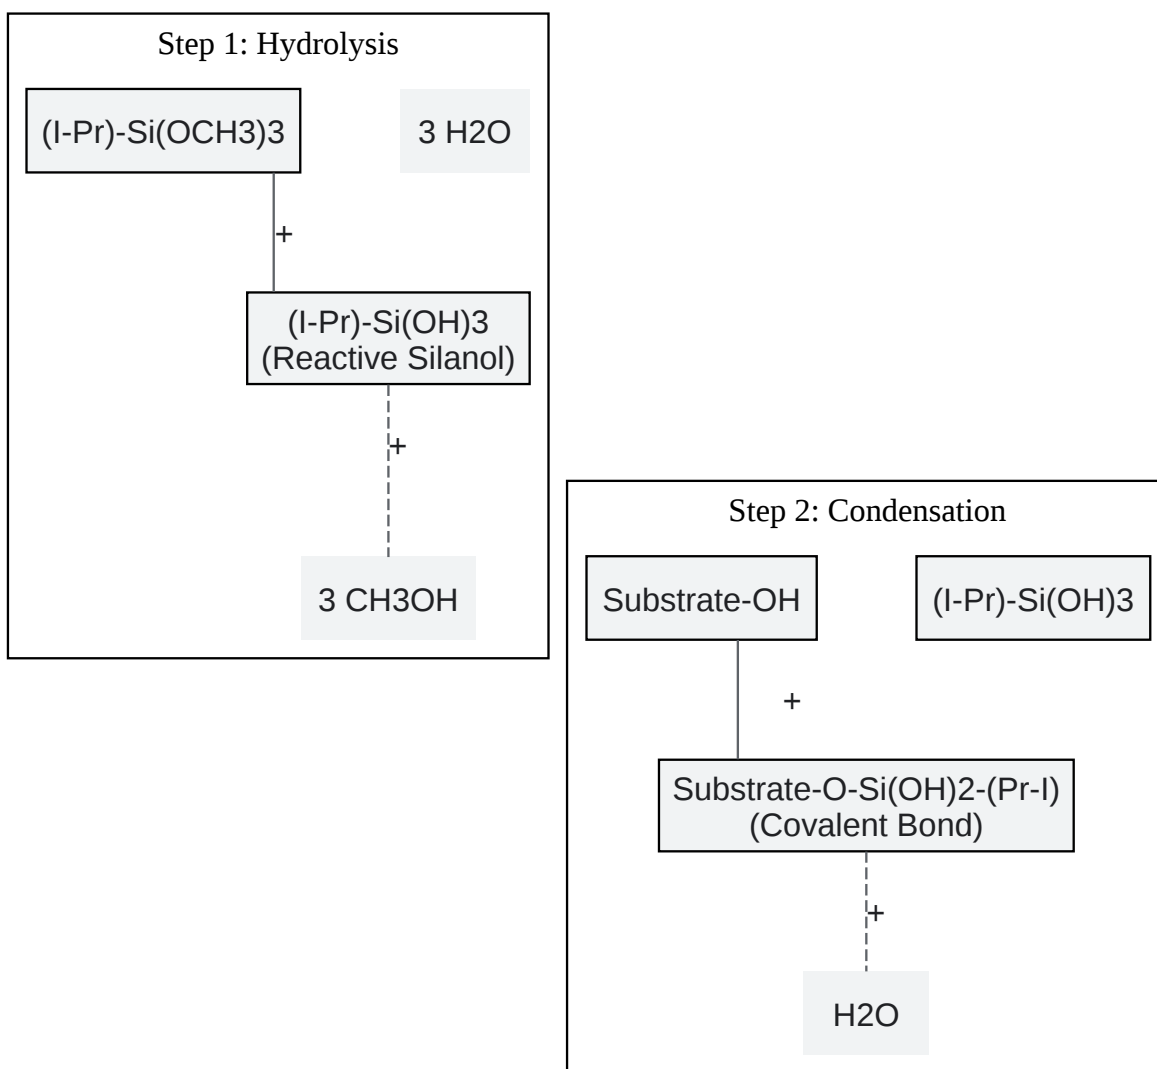 Step 1: Hydrolysis
(I-Pr)-Si(OCH3)3
3 H2O
+
(I-Pr)-Si(OH)3
(Reactive Silanol)
+
3 CH3OH
Step 2: Condensation
Substrate-OH
(I-Pr)-Si(OH)3
+
Substrate-O-Si(OH)2-(Pr-I)
(Covalent Bond)
+
H2O